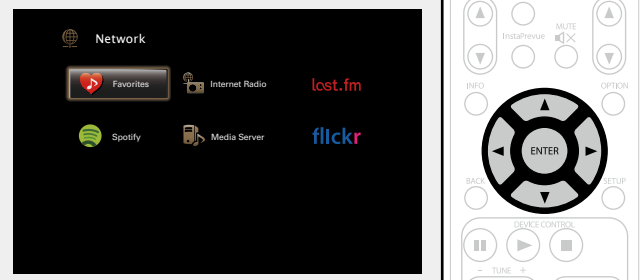 Network
Favorites
Internet Radio
last.fm
Spotify
Media Server
flickr
InstaPrevue
MUTE
INFO
OPTION
ENTER
BACK
SETUP
DEVICE CONTROL
- TUNE +